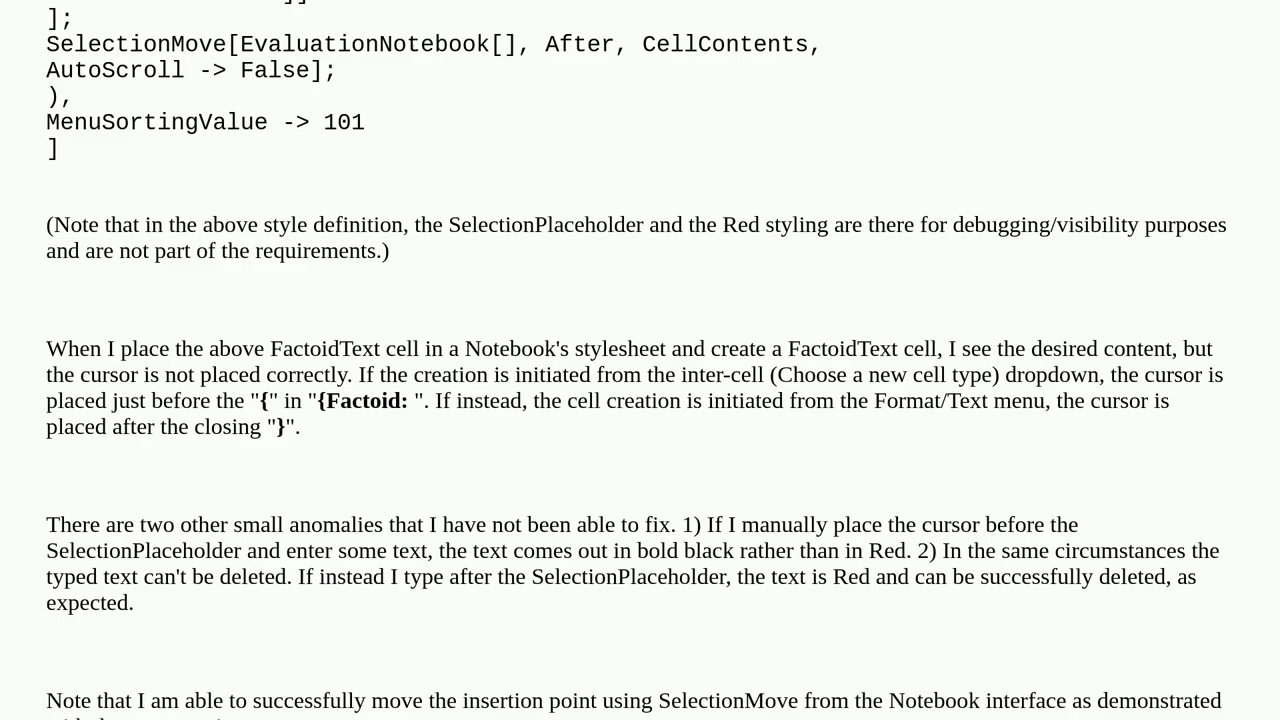 ];
SelectionMove[EvaluationNotebook[], After, CellContents,
AutoScroll -> False];
),
MenuSortingValue -> 101
]
(Note that in the above style definition, the SelectionPlaceholder and the Red styling are there for debugging/visibility purposes
and are not part of the requirements.)
When I place the above FactoidText cell in a Notebook's stylesheet and create a FactoidText cell, I see the desired content, but
the cursor is not placed correctly. If the creation is initiated from the inter-cell (Choose a new cell type) dropdown, the cursor is
placed just before the "{" in "{Factoid: ". If instead, the cell creation is initiated from the Format/Text menu, the cursor is
placed after the closing "}".
There are two other small anomalies that I have not been able to fix. 1) If I manually place the cursor before the
SelectionPlaceholder and enter some text, the text comes out in bold black rather than in Red. 2) In the same circumstances the
typed text can't be deleted. If instead I type after the SelectionPlaceholder, the text is Red and can be successfully deleted, as
expected.
Note that I am able to successfully move the insertion point using SelectionMove from the Notebook interface as demonstrated